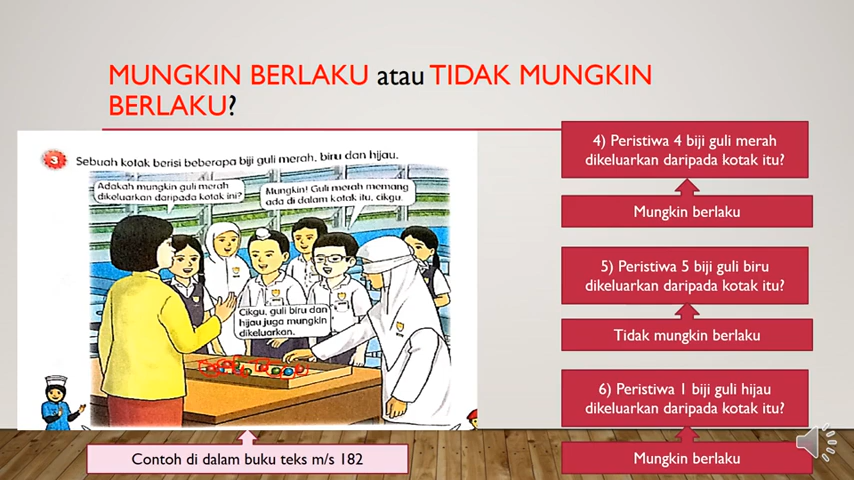 MUNGKIN BERLAKU atau TIDAK MUNGKIN
BERLAKU?
3
Sebuah kotak berisi beberapa biji guli merah, biru dan hijau.
Adakah mungkin guli merah
dikeluarkan daripada kotak ini?
Mungkin! Guli merah memang
ada di dalam kotak itu, cikgu.
Cikgu, guli biru dan
hijau juga mungkin
dikeluarkan.
Contoh di dalam buku teks m/s 182
4) Peristiwa 4 biji guli merah
dikeluarkan daripada kotak itu?
Mungkin berlaku
5) Peristiwa 5 biji guli biru
dikeluarkan daripada kotak itu?
Tidak mungkin berlaku
6) Peristiwa 1 biji guli hijau
dikeluarkan daripada kotak itu?
Mungkin berlaku